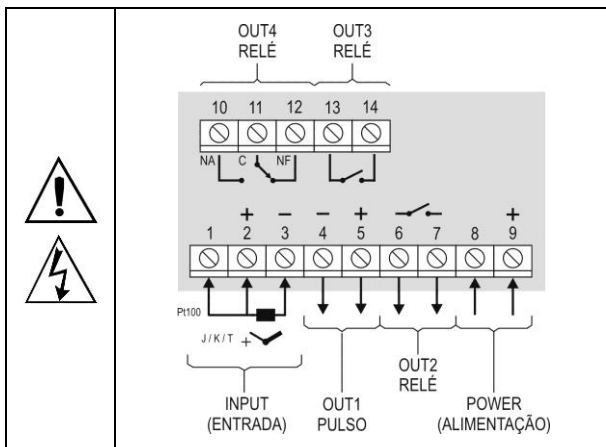 OUT4 OUT3
RELÉ RELÉ
10 11 12 13 14
NA C NF
+ − − + +
1 2 3 4 5 6 7 8 9
Pt100
J / K / T +
OUT2
RELÉ
INPUT
(ENTRADA)
OUT1
PULSO
POWER
(ALIMENTAÇÃO)